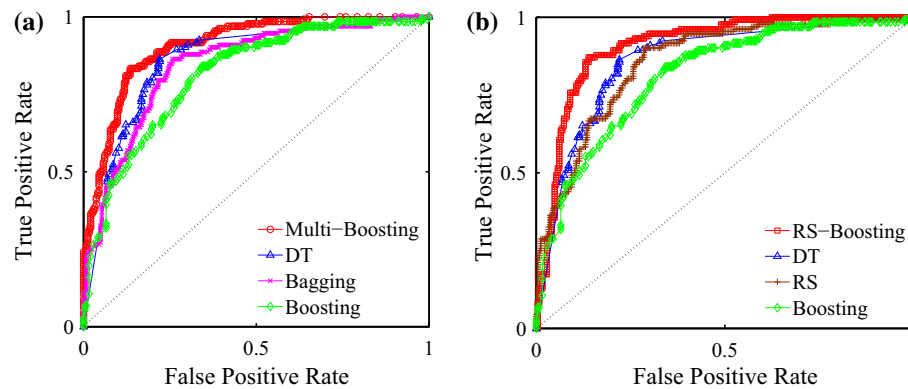 (a)
1
0.5
0
True Positive Rate
Multi−Boosting
DT
Bagging
Boosting
0
0.5
1
False Positive Rate
(b)
1
0.5
0
True Positive Rate
RS−Boosting
DT
RS
Boosting
0
0.5
False Positive Rate